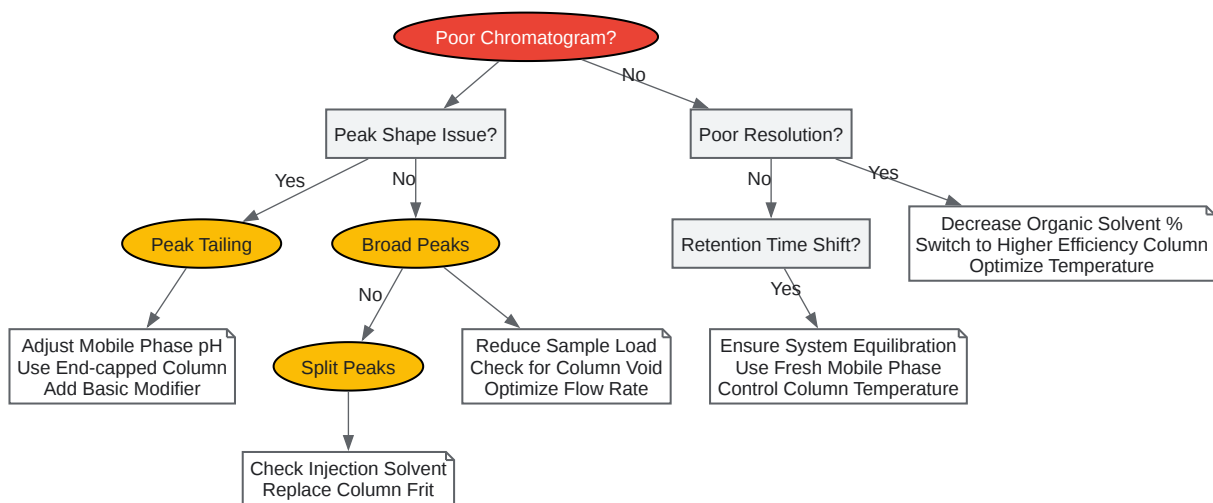 Poor Chromatogram?
No
Peak Shape Issue?
Poor Resolution?
Yes
No
No
Yes
Peak Tailing
Broad Peaks
Retention Time Shift?
Decrease Organic Solvent %
Switch to Higher Efficiency Column
Optimize Temperature
No
Yes
Adjust Mobile Phase pH
Use End-capped Column
Add Basic Modifier
Split Peaks
Reduce Sample Load
Check for Column Void
Optimize Flow Rate
Ensure System Equilibration
Use Fresh Mobile Phase
Control Column Temperature
Check Injection Solvent
Replace Column Frit